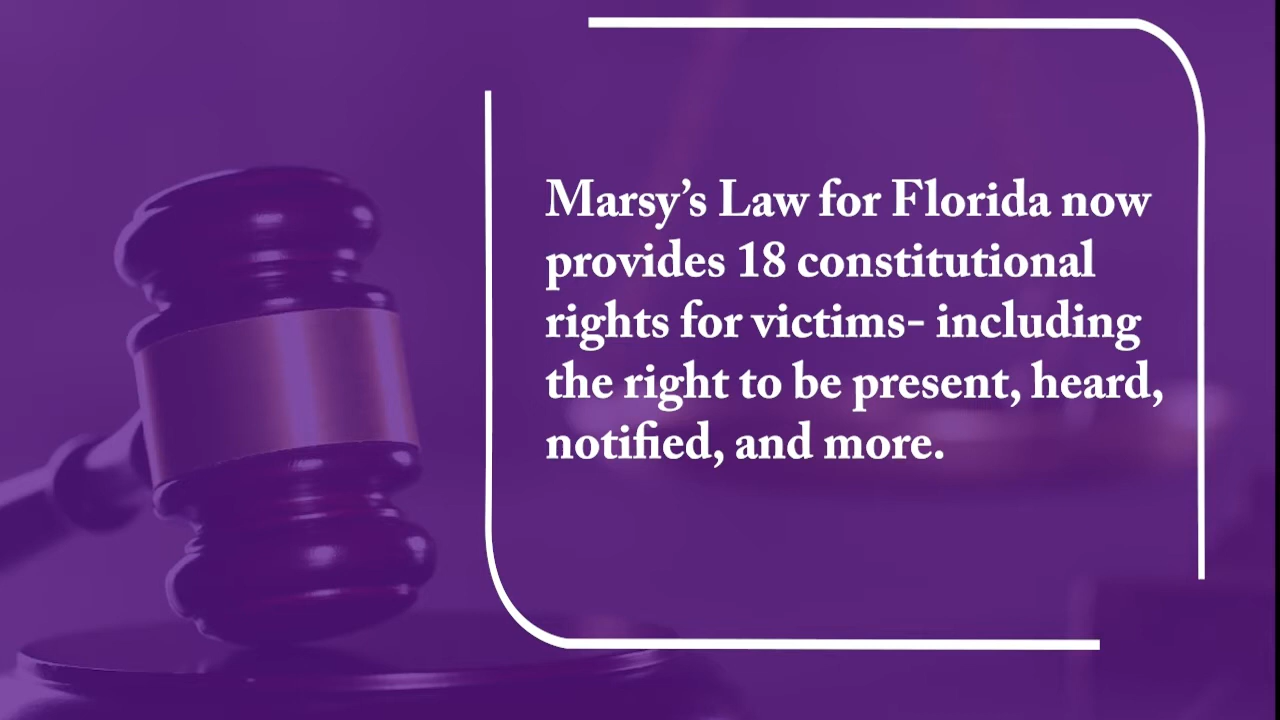 Marsy’s Law for Florida now
provides 18 constitutional
rights for victims- including
the right to be present, heard,
notified, and more.